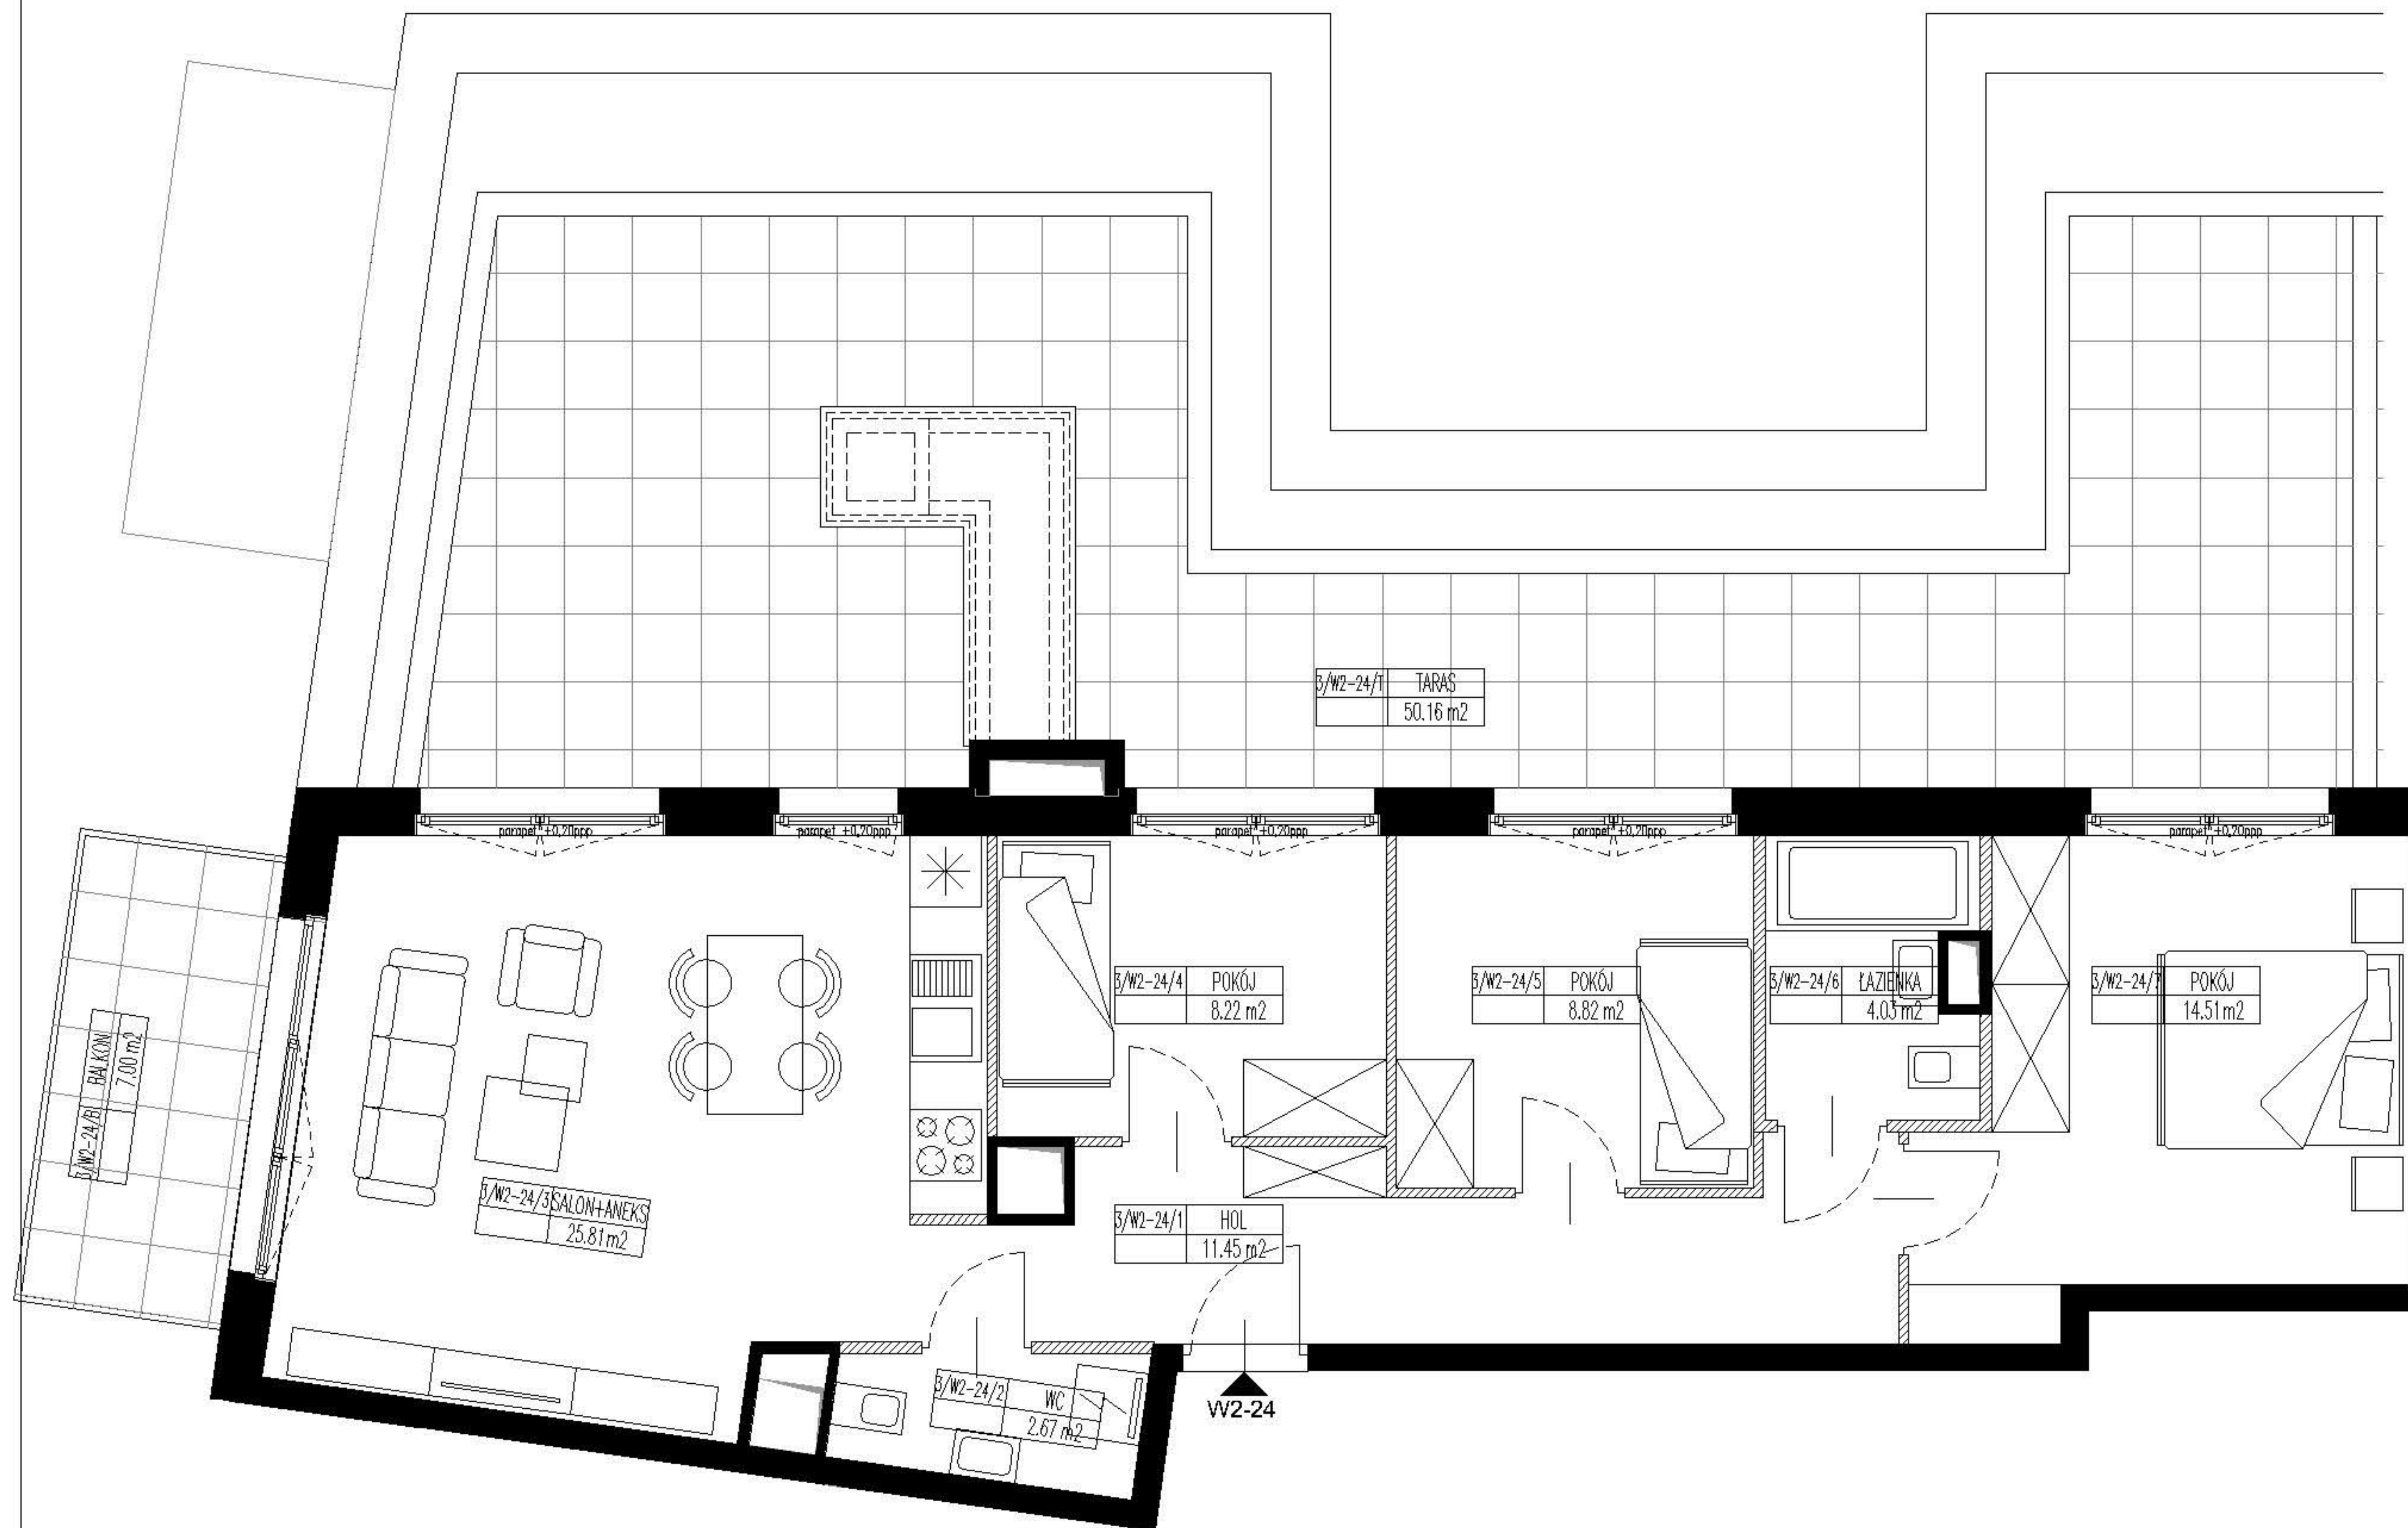 3/W2-24/T TARAS
50.16 m2
parapet +0,20ppp
parapet +0,20ppp
parapet +0,20ppp
parapet +0,20ppp
parapet +0,20ppp
3/W2-24/4 POKÓJ
8.22 m2
3/W2-24/5 POKÓJ
8.82 m2
3/W2-24/6 ŁAZIENKA
4.03 m2
3/W2-24/7 POKÓJ
14.51 m2
3/W2-24/B BALKON
7.00 m2
3/W2-24/3 SALON+ANEKS
25.81 m2
3/W2-24/1 HOL
11.45 m2
3/W2-24/2 WC
2.67 m2
W2-24